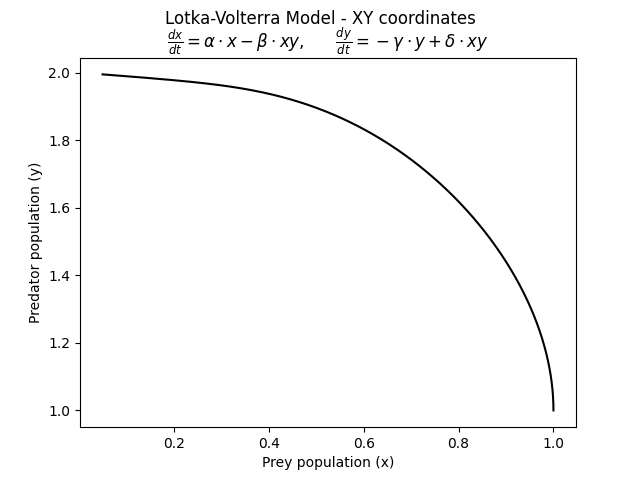 Lotka-Volterra Model - XY coordinates
dx/dt = α · x − β · xy, dy/dt = −γ · y + δ · xy
2.0
1.8
1.6
1.4
1.2
1.0
Predator population (y)
0.2 0.4 0.6 0.8 1.0
Prey population (x)